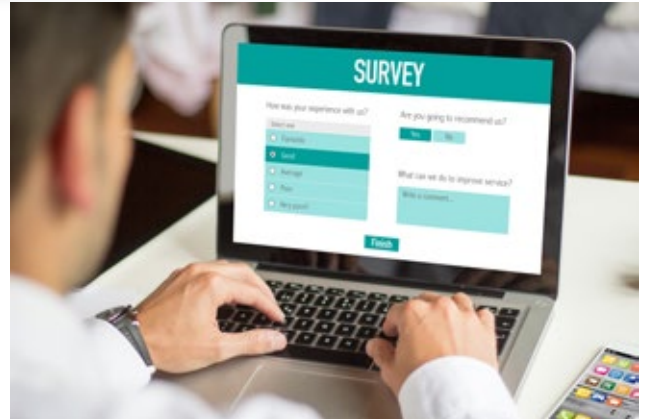 SURVEY
How was your experience with us?
Select one
Good
Average
Poor
Very poor
Are you going to recommend us?
Yes
No
What can we do to improve service?
Write a comment...
Finish